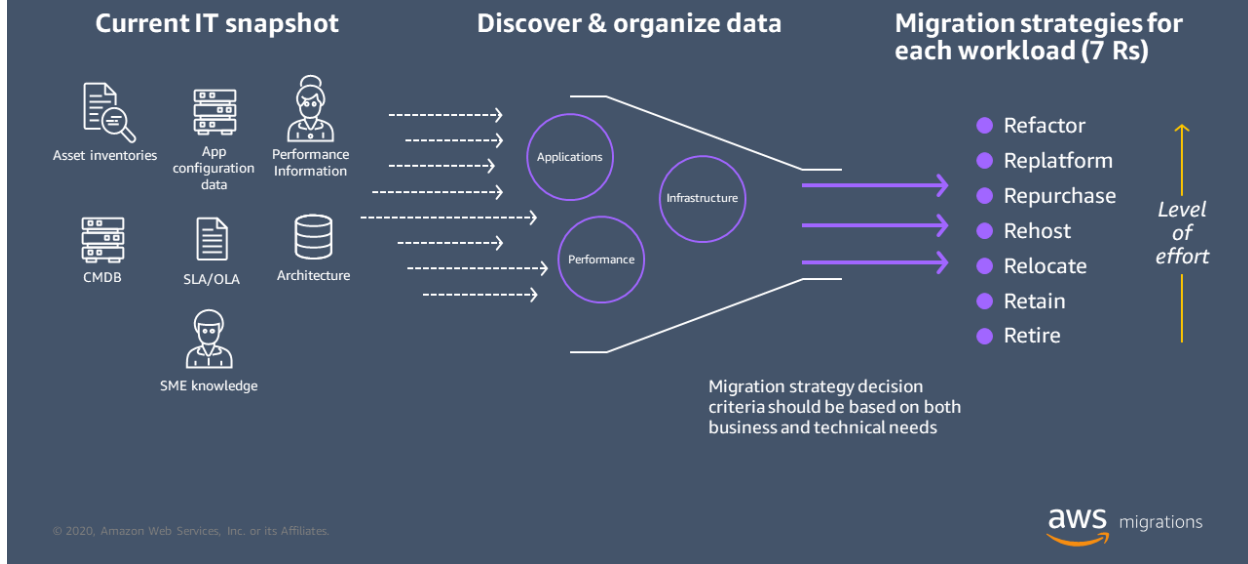 Current IT snapshot
Discover & organize data
Migration strategies for
each workload (7 Rs)
Asset inventories
App
configuration
data
Performance
Information
CMDB
SLA/OLA
Architecture
SME knowledge
Applications
Infrastructure
Performance
Refactor
Replatform
Repurchase
Rehost
Relocate
Retain
Retire
Level
of
effort
Migration strategy decision
criteria should be based on both
business and technical needs
© 2020, Amazon Web Services, Inc. or its Affiliates.
aws migrations